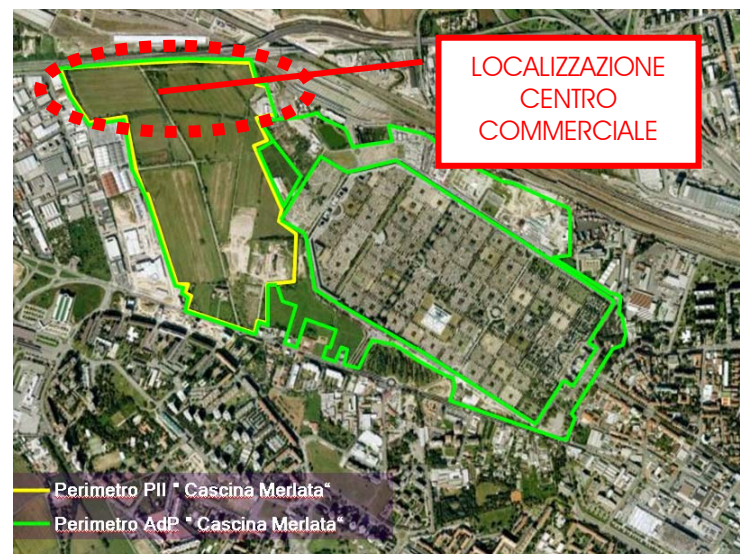 LOCALIZZAZIONE
CENTRO
COMMERCIALE
Perimetro PII " Cascina Merlata“
Perimetro AdP " Cascina Merlata“